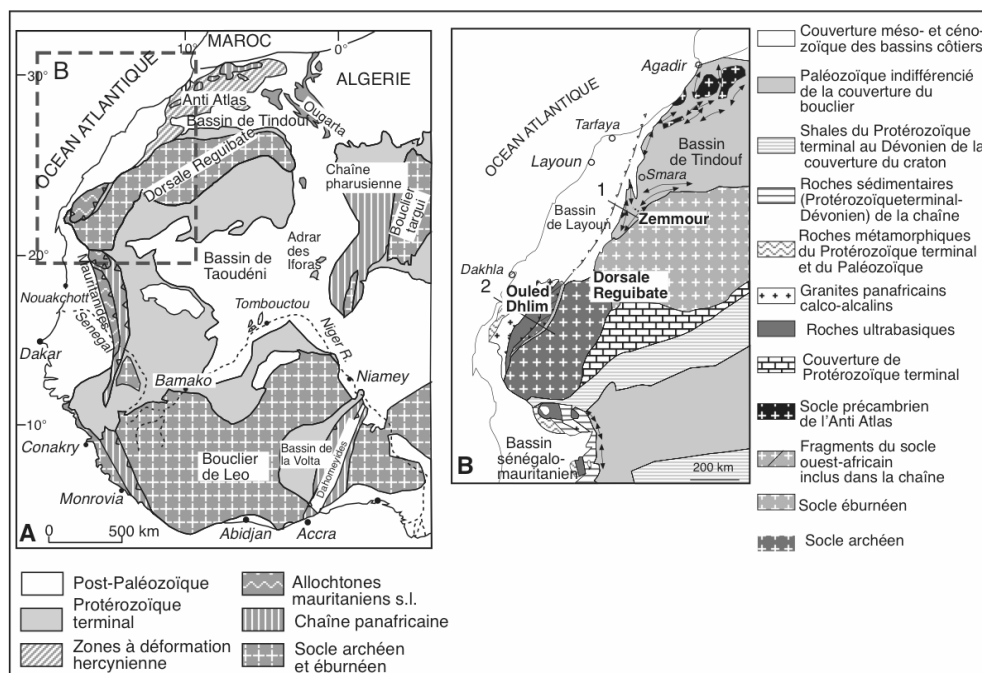 MAROC
10°
0°
B
30°
OCEAN ATLANTIQUE
ALGERIE
Anti Atlas
Ougarta
Bassin de Tindouf
Dorsale Reguibate
Chaîne
pharusienne
Bouclier
targui
20°
Adrar
des
Iforas
Bassin de
Taoudéni
Mauritanides
Nouakchott
Senegal
Tombouctou
Niger R.
Dakar
Bamako
Niamey
10°
Conakry
Bassin de
la Volta
Dahomeyides
Bouclier
de Leo
Monrovia
A
0 500 km
Abidjan
Accra
Post-Paléozoïque
Protérozoïque
terminal
Zones à déformation
hercynienne
Allochtones
mauritaniens s.l.
Chaîne panafricaine
Socle archéen
et éburnéen
OCEAN ATLANTIQUE
Agadir
Tarfaya
Bassin
de Tindouf
Layoun
Smara
1
Zemmour
Bassin
de Layoun
Dakhla
2
Ouled
Dhlim
Dorsale
Reguibate
Bassin
sénégalo-
mauritanien
B
200 km
Couverture méso- et céno-
zoïque des bassins côtiers
Paléozoïque indifférencié
de la couverture du
bouclier
Shales du Protérozoïque
terminal au Dévonien de la
couverture du craton
Roches sédimentaires
(Protérozoïqueterminal-
Dévonien) de la chaîne
Roches métamorphiques
du Protérozoïque terminal
et du Paléozoïque
Granites panafricains
calco-alcalins
Roches ultrabasiques
Couverture de
Protérozoïque terminal
Socle précambrien
de l'Anti Atlas
Fragments du socle
ouest-africain
inclus dans la chaîne
Socle éburnéen
Socle archéen